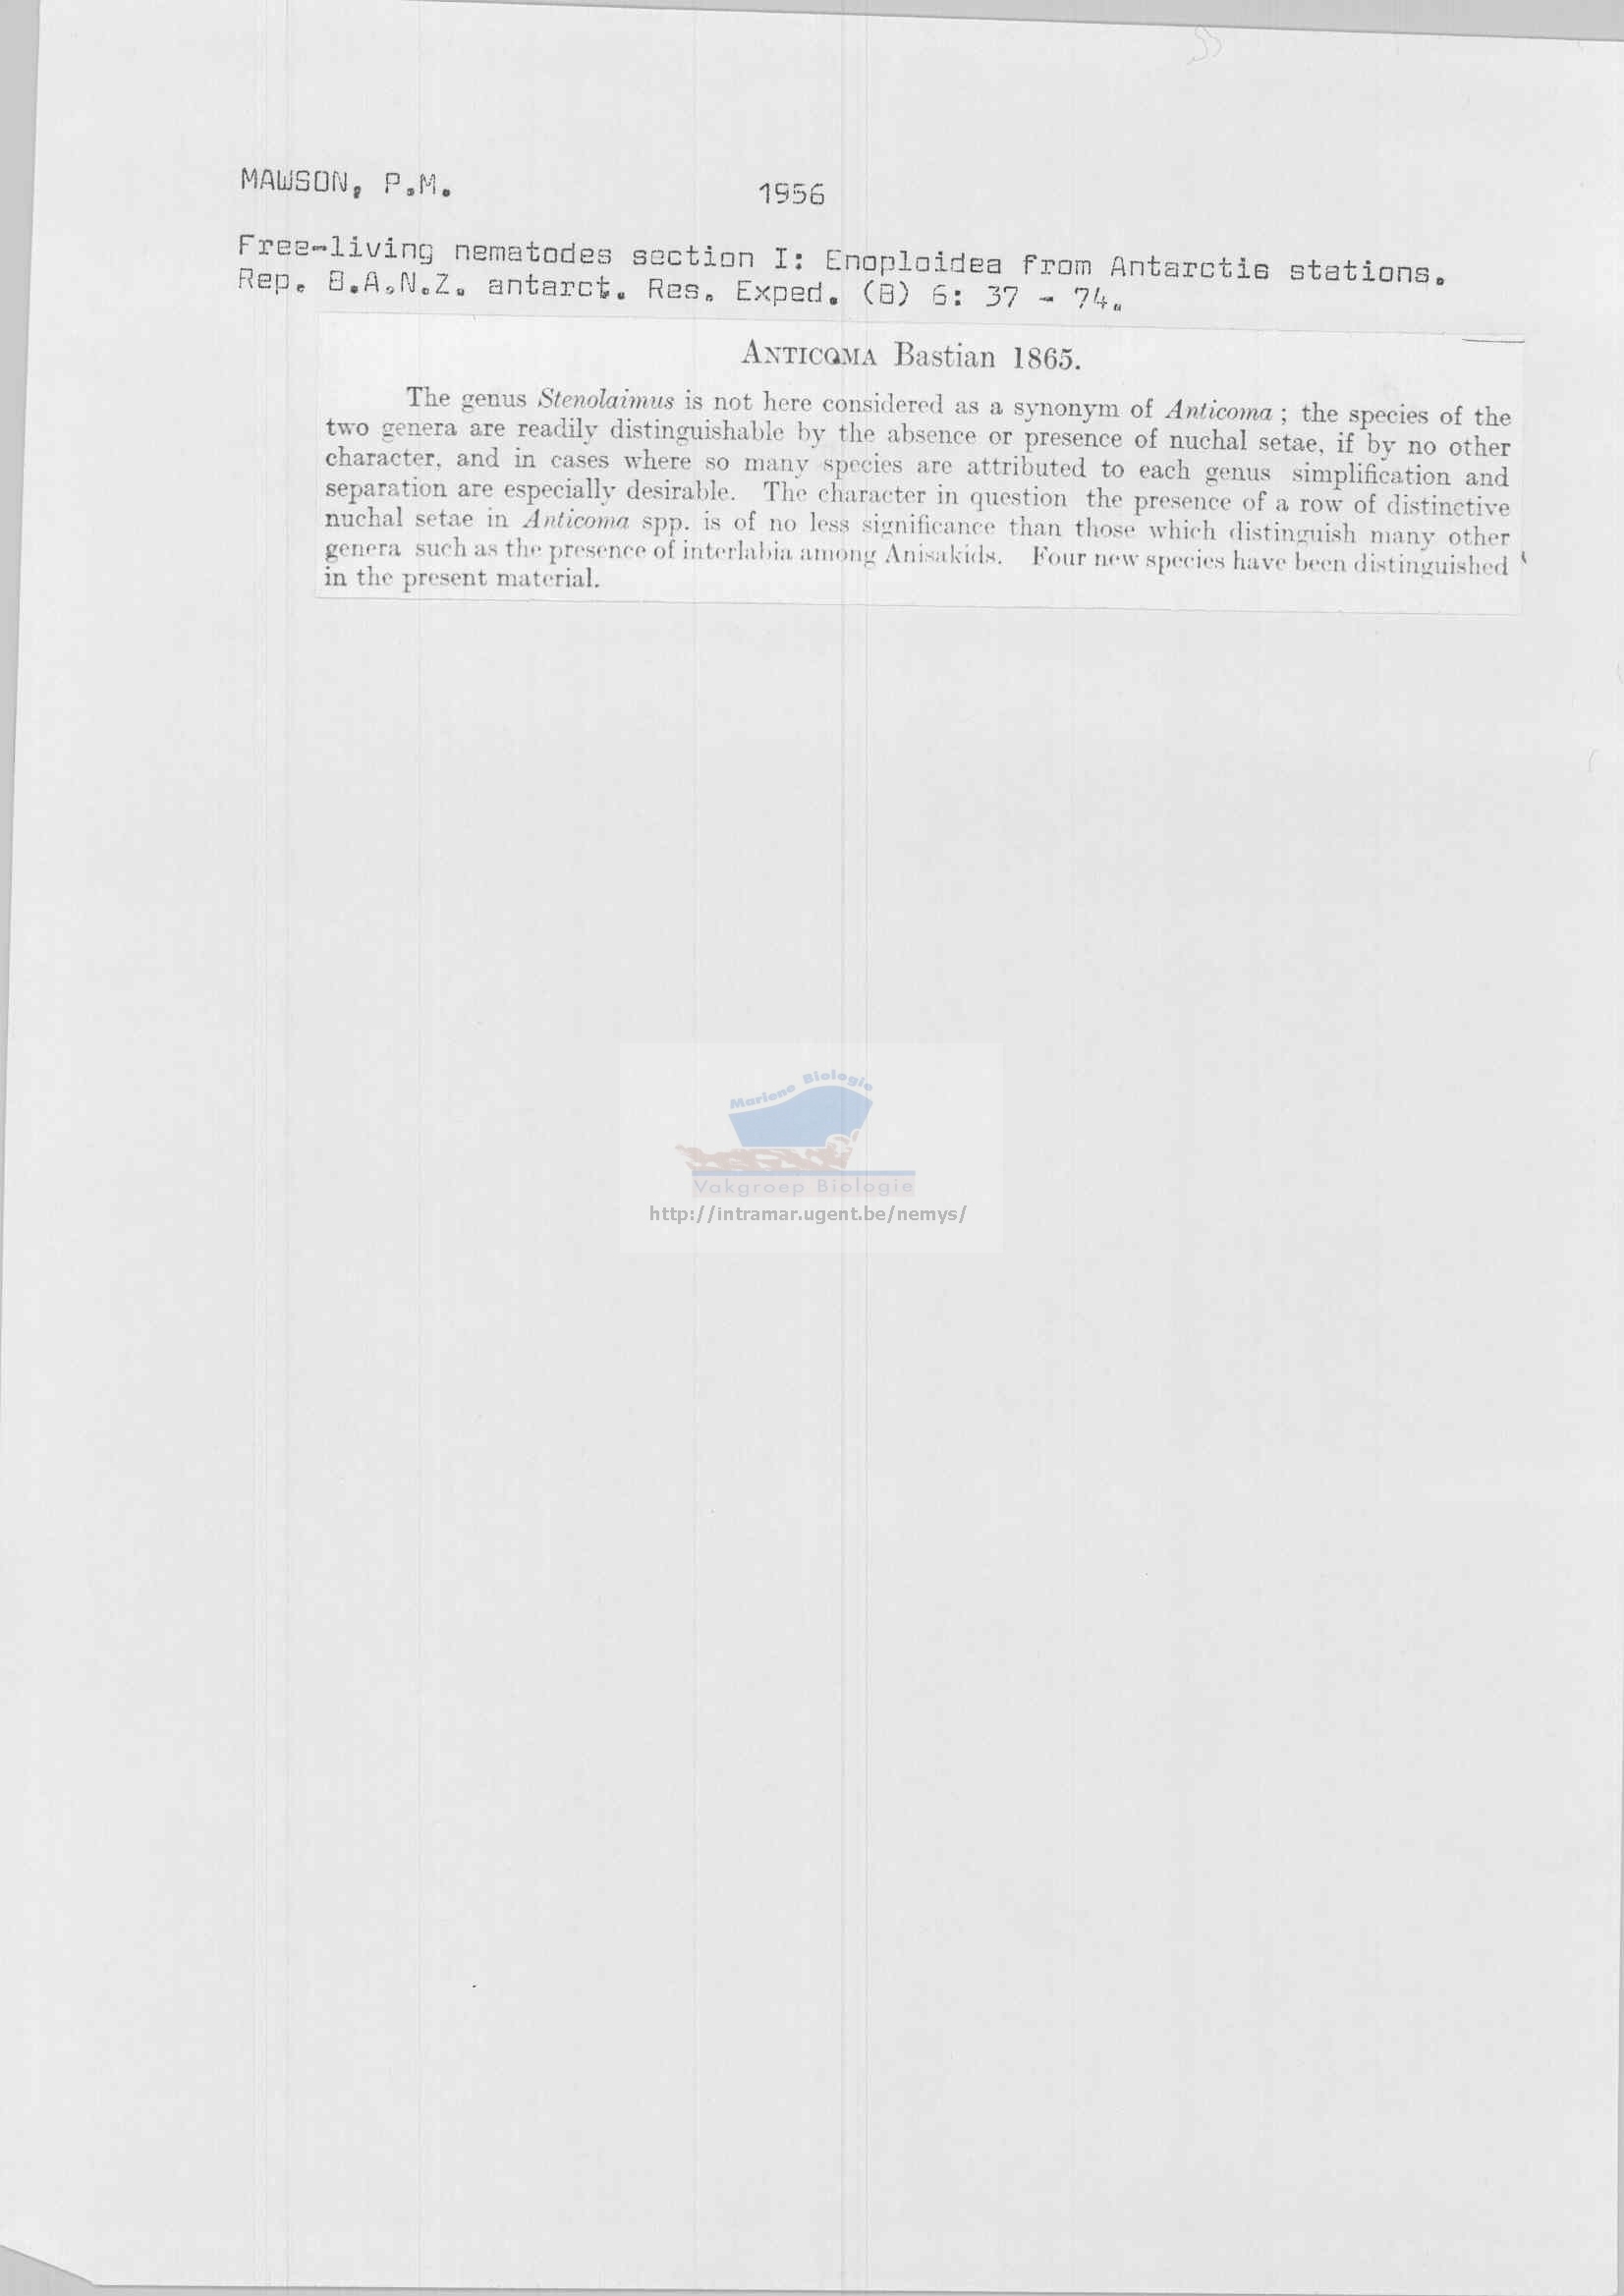 MAWSON, P.M.
1956
Free-living nematodes section I: Enoploidea from Antarctis stations.
Rep. B.A.N.Z. antarct. Res. Exped. (B) 6: 37 - 74.
ANTICOMA Bastian 1865.
The genus Stenolaimus is not here considered as a synonym of Anticoma ; the species of the
two genera are readily distinguishable by the absence or presence of nuchal setae, if by no other
character, and in cases where so many species are attributed to each genus simplification and
separation are especially desirable. The character in question the presence of a row of distinctive
nuchal setae in Anticoma spp. is of no less significance than those which distinguish many other
genera such as the presence of interlabia among Anisakids. Four new species have been distinguished
in the present material.
Mariene Biologie
Vakgroep Biologie
http://intramar.ugent.be/nemys/